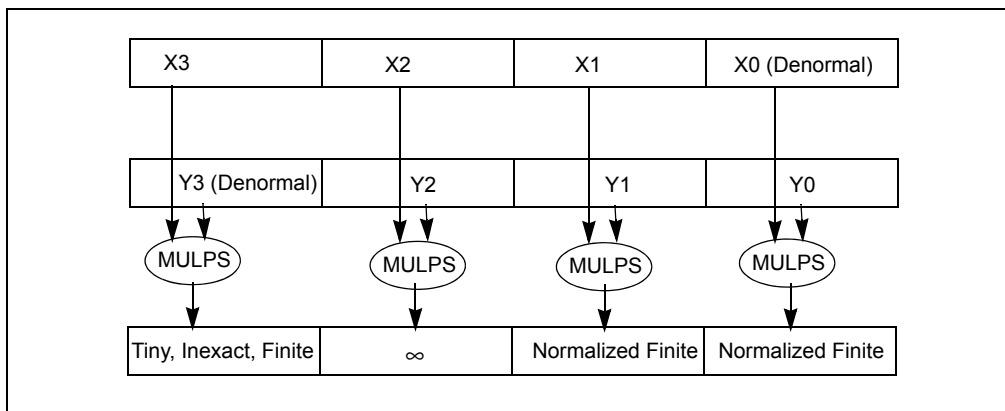 X3 X2 X1 X0 (Denormal)
Y3 (Denormal) Y2 Y1 Y0
MULPS MULPS MULPS MULPS
Tiny, Inexact, Finite ∞ Normalized Finite Normalized Finite